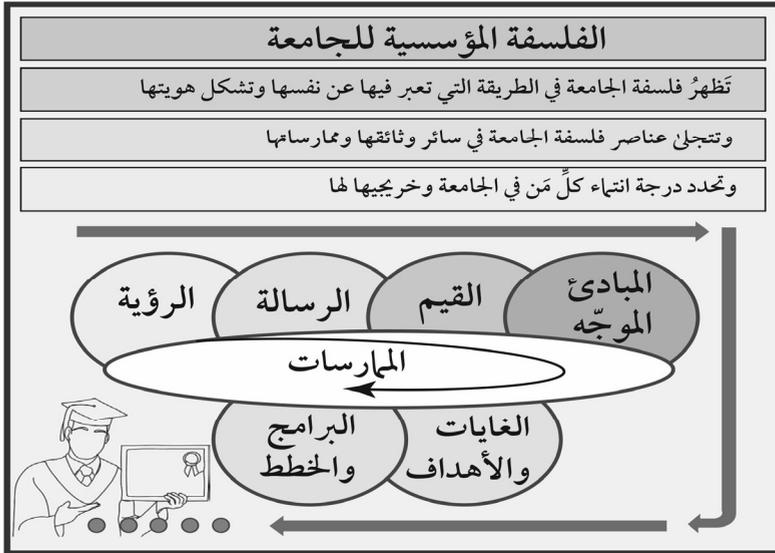 الفلسفة المؤسسية للجامعة
تَظهرُ فلسفة الجامعة في الطريقة التي تعبر فيها عن نفسها وتشكل هويتها
وتتجلىٰ عناصر فلسفة الجامعة في سائر وثائقها وممارساتها
وتحدد درجة انتماء كلِّ مَن في الجامعة وخريجيها لها
المبادئ
الموجّه
القيم
الرسالة
الرؤية
الممارسات
الغايات
والأهداف
البرامج
والخطط